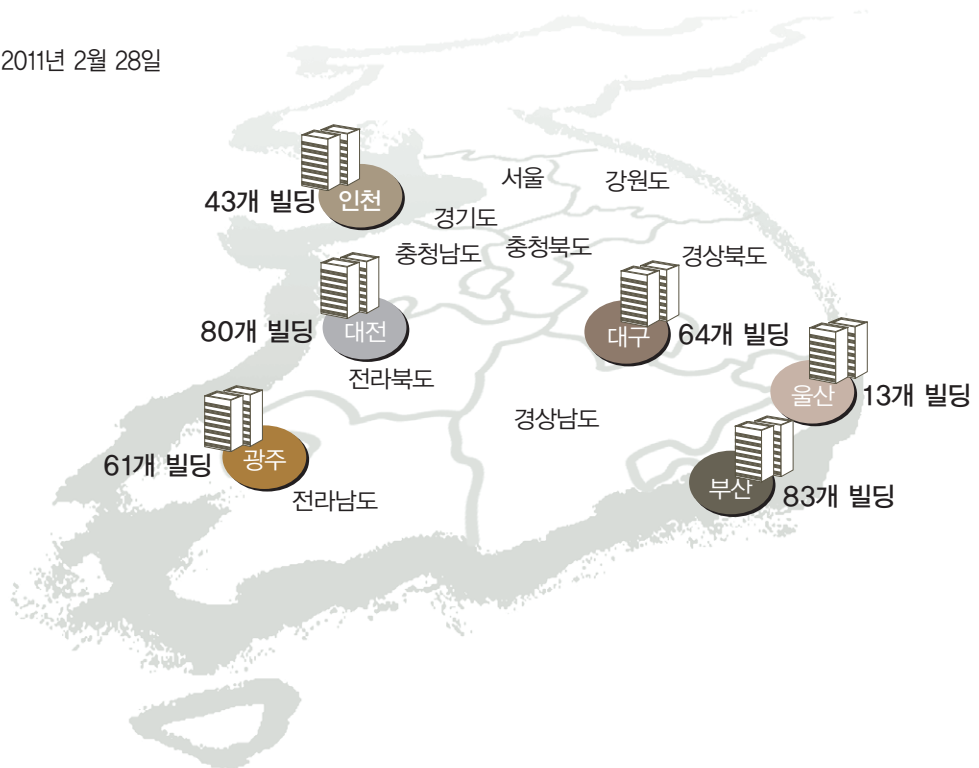 2011년 2월 28일
서울
강원도
43개 빌딩
인천
경기도
충청남도
충청북도
경상북도
80개 빌딩
대전
대구
64개 빌딩
전라북도
울산
13개 빌딩
경상남도
61개 빌딩
광주
전라남도
부산
83개 빌딩